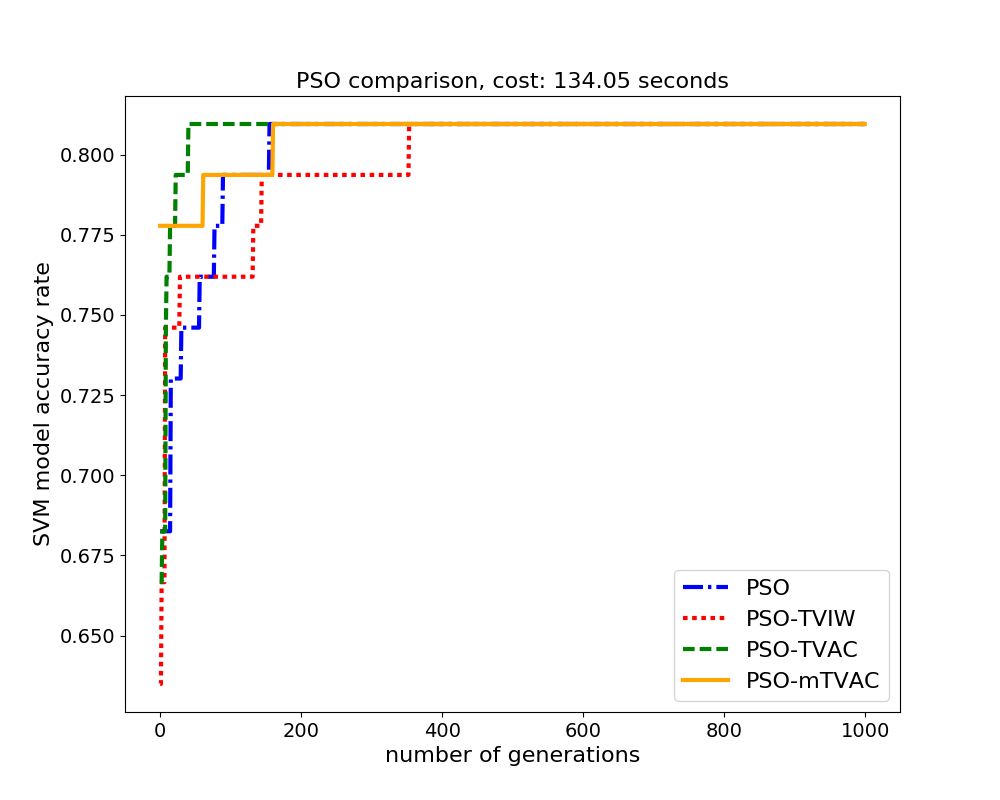 PSO comparison, cost: 134.05 seconds
SVM model accuracy rate
0.800
0.775
0.750
0.725
0.700
0.675
0.650
0 200 400 600 800 1000
number of generations
PSO
PSO-TVIW
PSO-TVAC
PSO-mTVAC